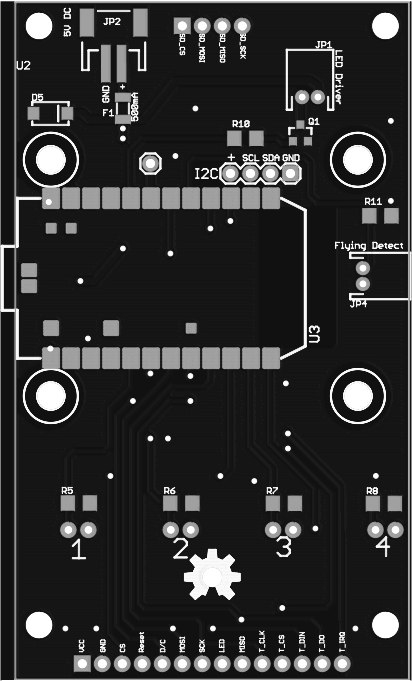 5V DC
JP2
SD_CS
SD_MOSI
SD_MISO
SD_SCK
JP1
LED Driver
U2
GND
+
500mA
D5
F1
R10
Q1
+ SCL SDA GND
I2C
R11
Flying Detect
JP4
U3
R5
R6
R7
R8
1
2
3
4
VCC
GND
CS
Reset
D/C
MOSI
SCK
LED
MISO
T_CLK
T_CS
T_DIN
T_DO
T_IRQ